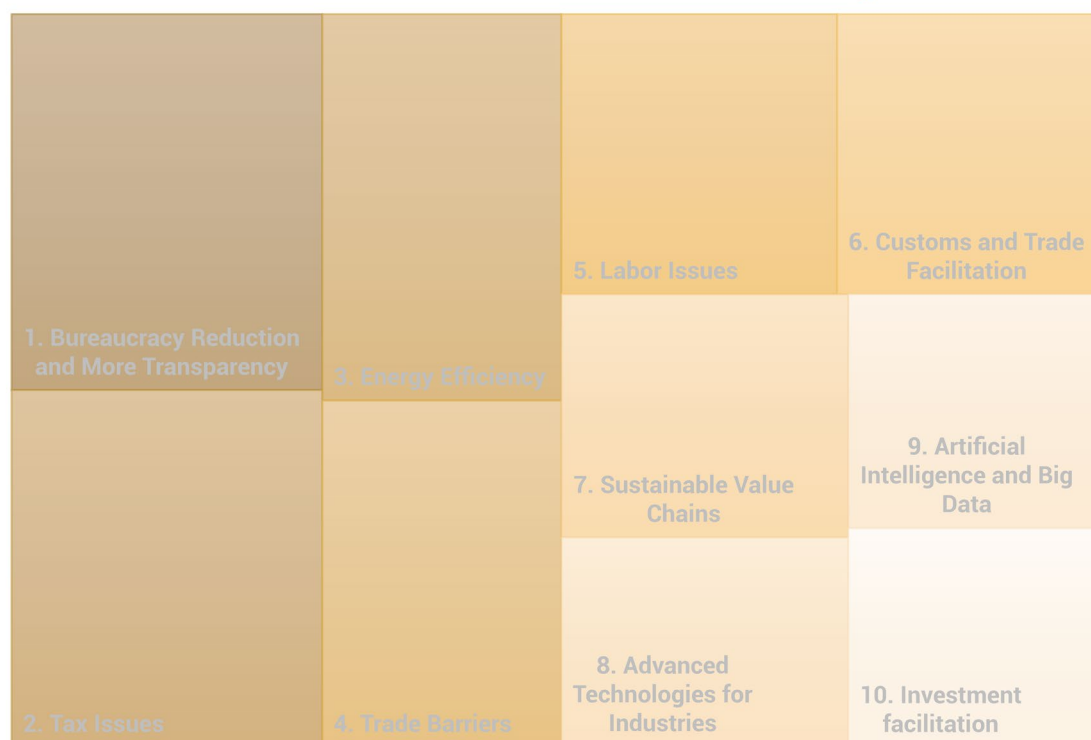 1. Bureaucracy Reduction
and More Transparency
2. Tax Issues
3. Energy Efficiency
4. Trade Barriers
5. Labor Issues
6. Customs and Trade
Facilitation
7. Sustainable Value
Chains
8. Advanced
Technologies for
Industries
9. Artificial
Intelligence and Big
Data
10. Investment
facilitation